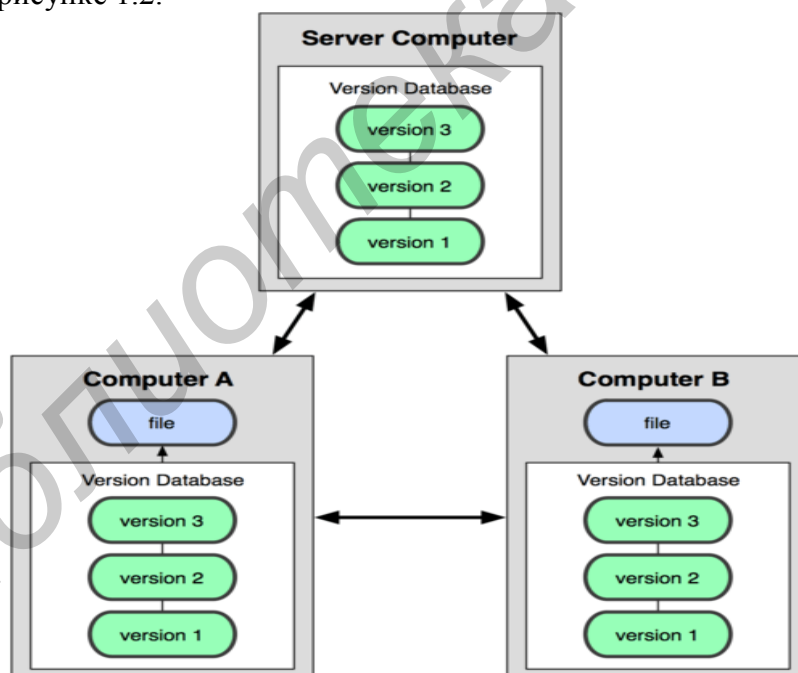 рисунке 1.2.
Server Computer
Version Database
version 3
version 2
version 1
Computer A
file
Version Database
version 3
version 2
version 1
Computer B
file
Version Database
version 3
version 2
version 1